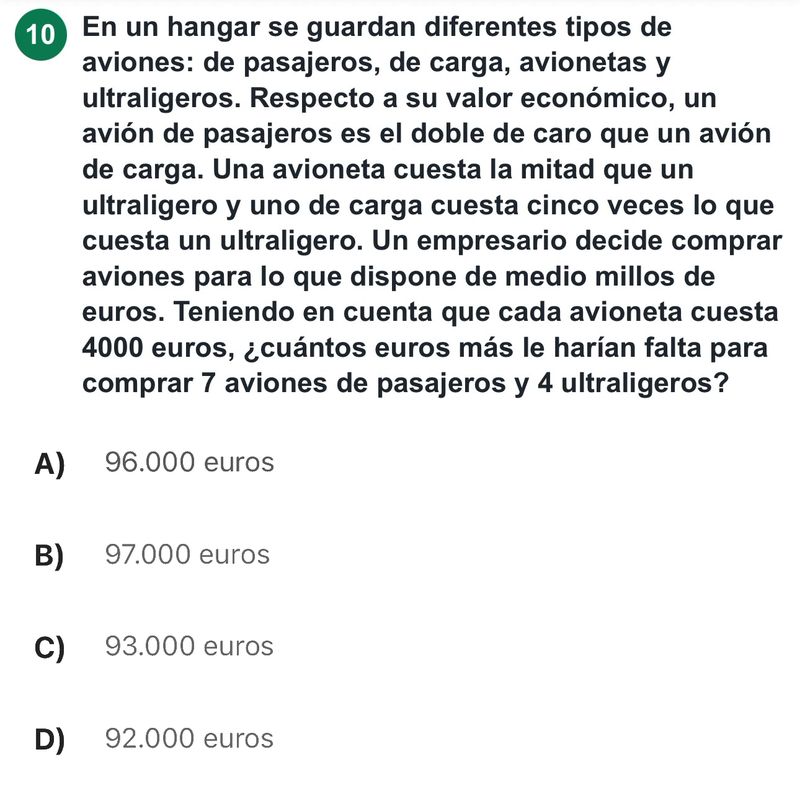 10 En un hangar se guardan diferentes tipos de
aviones: de pasajeros, de carga, avionetas y
ultraligeros. Respecto a su valor económico, un
avión de pasajeros es el doble de caro que un avión
de carga. Una avioneta cuesta la mitad que un
ultraligero y uno de carga cuesta cinco veces lo que
cuesta un ultraligero. Un empresario decide comprar
aviones para lo que dispone de medio millos de
euros. Teniendo en cuenta que cada avioneta cuesta
4000 euros, ¿cuántos euros más le harían falta para
comprar 7 aviones de pasajeros y 4 ultraligeros?
A) 96.000 euros
B) 97.000 euros
C) 93.000 euros
D) 92.000 euros